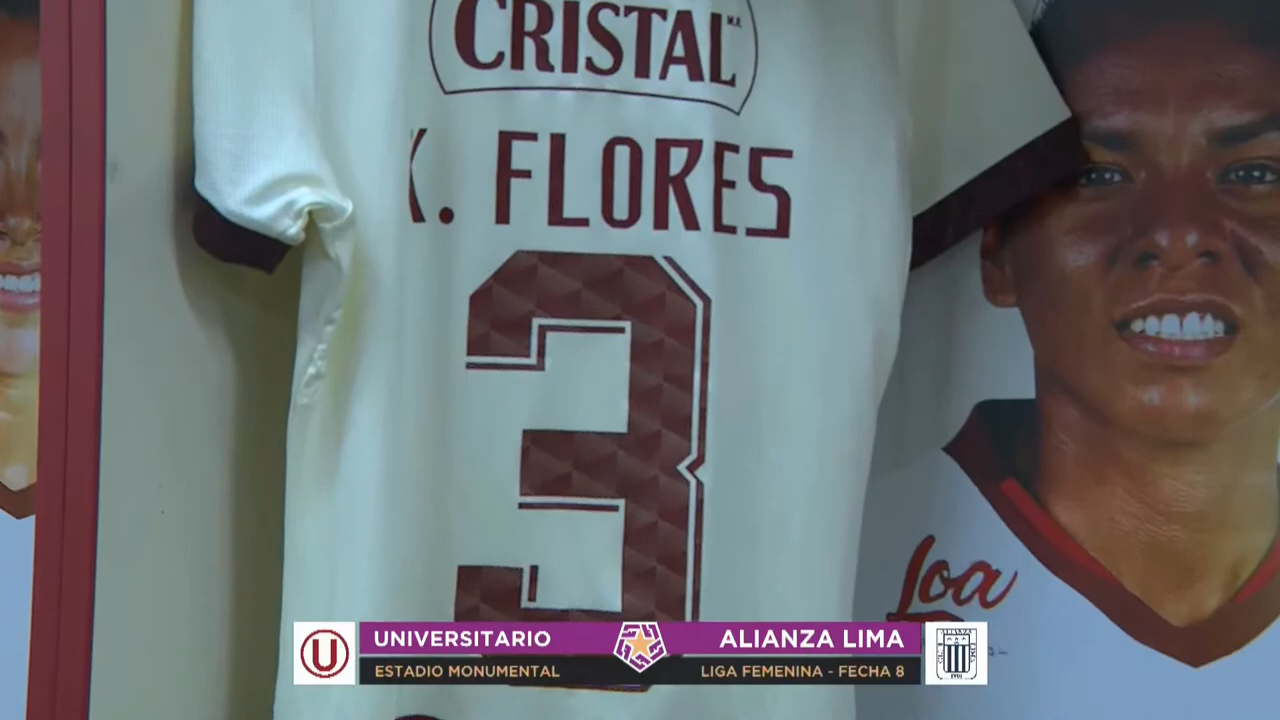 CRISTAL M.R.
K. FLORES
3
Loa
U UNIVERSITARIO ALIANZA LIMA
ESTADIO MONUMENTAL LIGA FEMENINA - FECHA 8